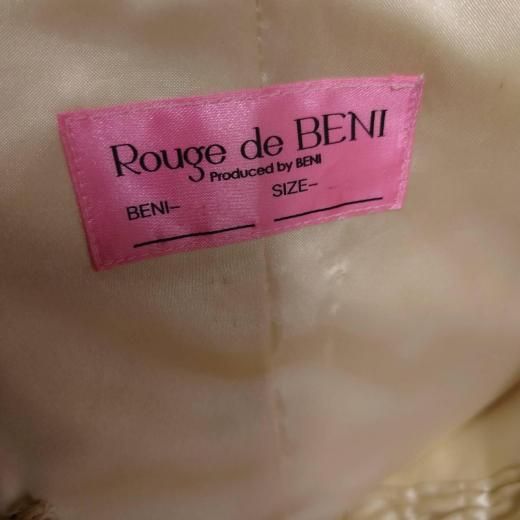 Rouge de BENI
Produced by BENI
BENI–
SIZE–